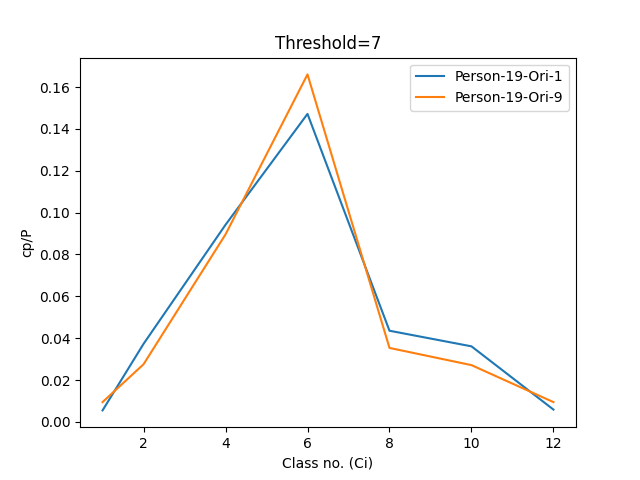 Threshold=7
Person-19-Ori-1
Person-19-Ori-9
cp/P
0.16
0.14
0.12
0.10
0.08
0.06
0.04
0.02
0.00
2 4 6 8 10 12
Class no. (Ci)